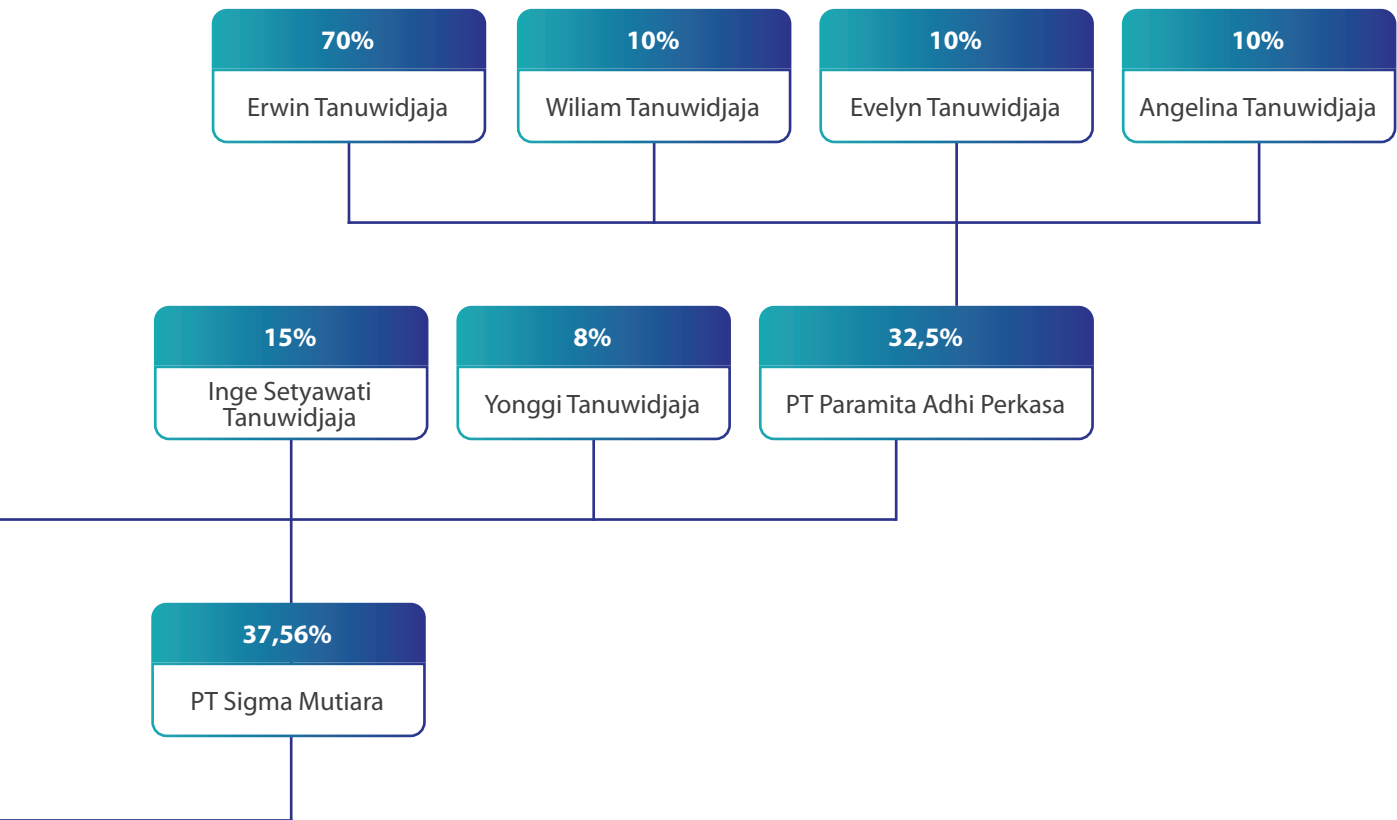 70%
Erwin Tanuwidjaja
10%
Wiliam Tanuwidjaja
10%
Evelyn Tanuwidjaja
10%
Angelina Tanuwidjaja
15%
Inge Setyawati
Tanuwidjaja
8%
Yonggi Tanuwidjaja
32,5%
PT Paramita Adhi Perkasa
37,56%
PT Sigma Mutiara